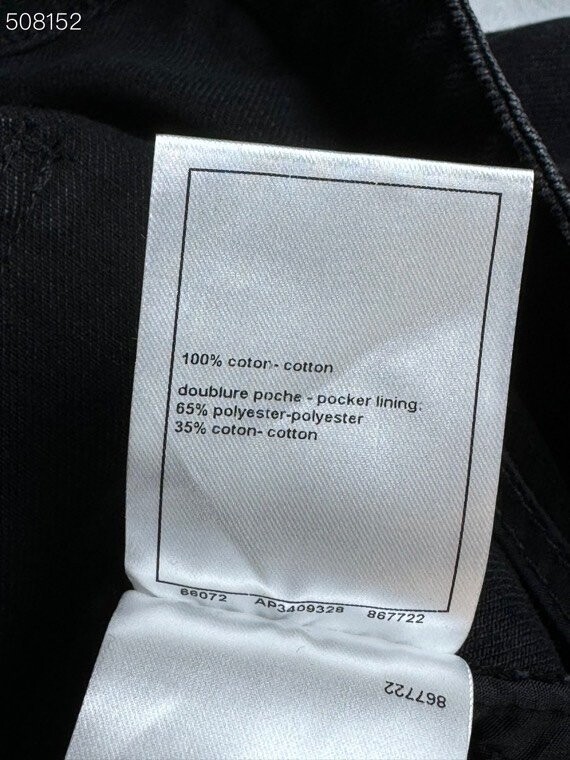 508152
100% coton- cotton
doublure poche - pocker lining:
65% polyester-polyester
35% coton- cotton
66072 AP3409328 867722
867722